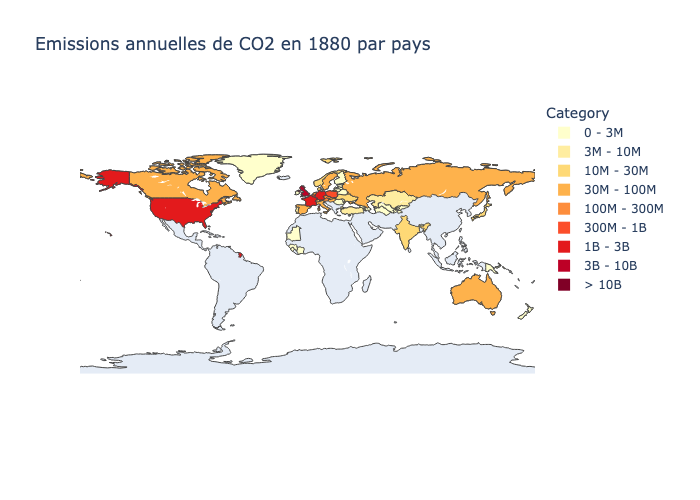 Emissions annuelles de CO2 en 1880 par pays
Category
0 - 3M
3M - 10M
10M - 30M
30M - 100M
100M - 300M
300M - 1B
1B - 3B
3B - 10B
> 10B